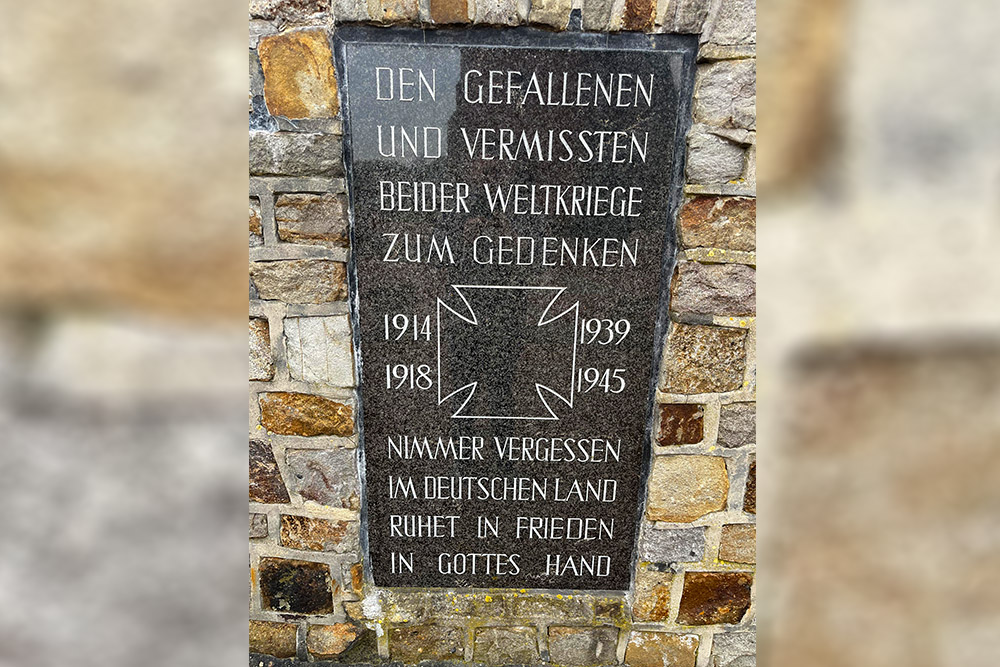 DEN GEFALLENEN
UND VERMISSTEN
BEIDER WELTKRIEGE
ZUM GEDENKEN
1914 1939
1918 1945
NIMMER VERGESSEN
IM DEUTSCHEN LAND
RUHET IN FRIEDEN
IN GOTTES HAND